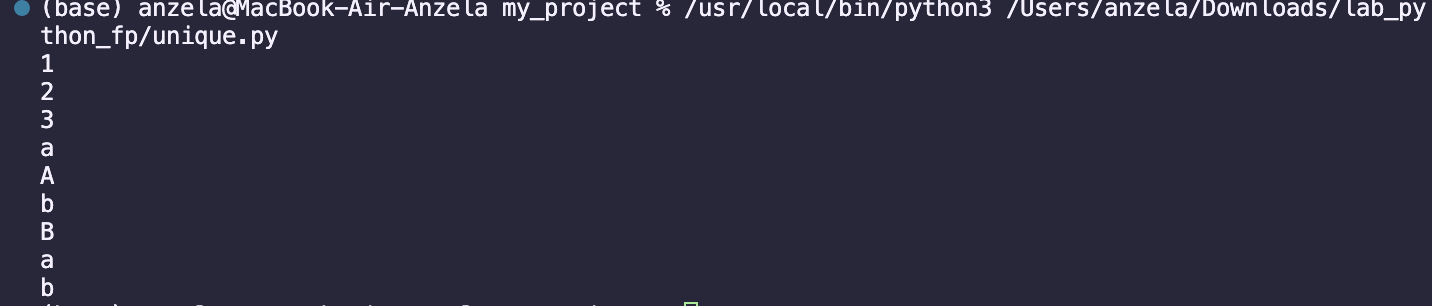 (base) anzela@MacBook-Air-Anzela my_project % /usr/local/bin/python3 /Users/anzela/Downloads/lab_py
thon_fp/unique.py
1
2
3
a
A
b
B
a
b